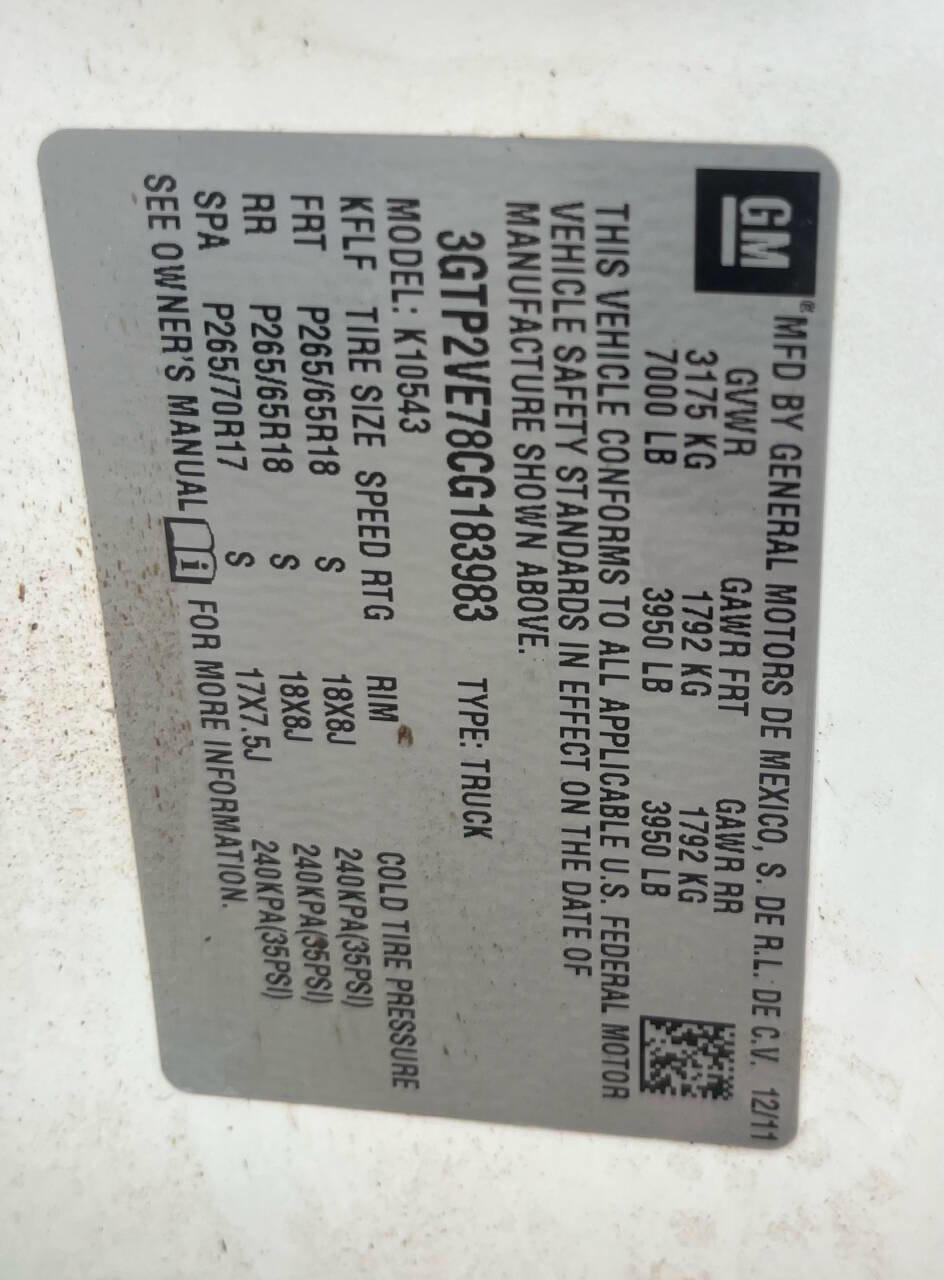 GM
® MFD BY GENERAL MOTORS DE MEXICO, S. DE R.L. DE C.V. 12/11
GVWR GAWR FRT GAWR RR
3175 KG 1792 KG 1792 KG
7000 LB 3950 LB 3950 LB
THIS VEHICLE CONFORMS TO ALL APPLICABLE U.S. FEDERAL MOTOR
VEHICLE SAFETY STANDARDS IN EFFECT ON THE DATE OF
MANUFACTURE SHOWN ABOVE.
3GTP2VE78CG183983 TYPE: TRUCK
MODEL: K10543
KFLF TIRE SIZE SPEED RTG RIM COLD TIRE PRESSURE
FRT P265/65R18 S 18X8J 240KPA(35PSI)
RR P265/65R18 S 18X8J 240KPA(35PSI)
SPA P265/70R17 S 17X7.5J 240KPA(35PSI)
SEE OWNER'S MANUAL i FOR MORE INFORMATION.